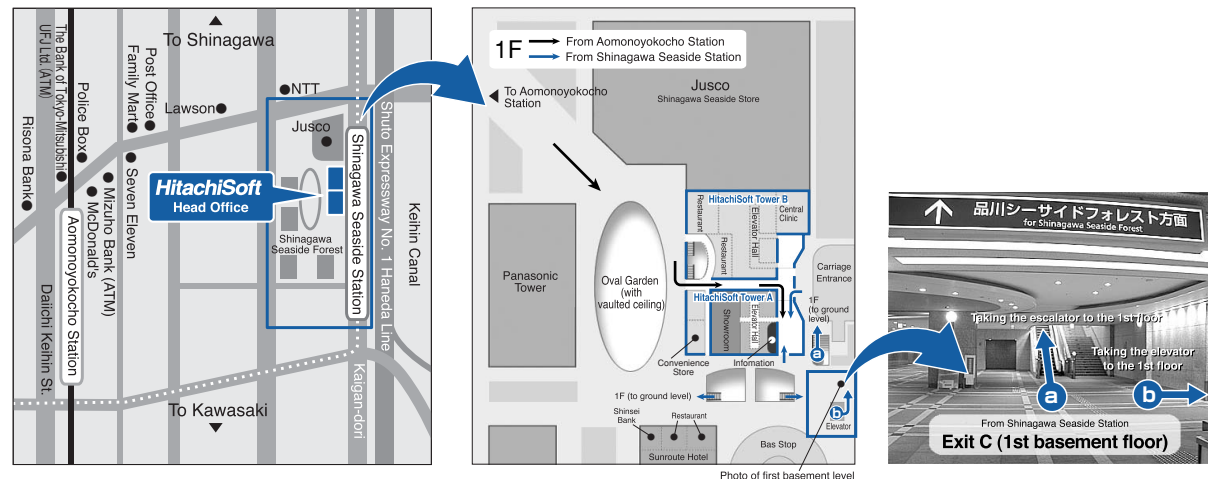 To Shinagawa
The Bank of Tokyo-Mitsubishi
UFJ Ltd. (ATM)
Police Box
Post Office
Family Mart
Lawson
NTT
Jusco
Risona Bank
Mizuho Bank (ATM)
McDonald's
Seven Eleven
HitachiSoft
Head Office
Shinagawa
Seaside Forest
Shinagawa Seaside Station
Shuto Expressway No. 1 Haneda Line
Keihin Canal
Aomonoyokocho Station
Daiichi Keihin St.
Kaigan-dori
To Kawasaki
1F
From Aomonoyokocho Station
From Shinagawa Seaside Station
To Aomonoyokocho
Station
Jusco
Shinagawa Seaside Store
HitachiSoft Tower B
Restaurant
Restaurant
Elevator Hall
Central
Clinic
Panasonic
Tower
Oval Garden
(with
vaulted ceiling)
Carriage
Entrance
HitachiSoft Tower A
Showroom
Elevator Hall
1F
(to ground
level)
a
Convenience
Store
Infomation
1F (to ground level)
b
Elevator
Shinsei
Bank
Restaurant
Sunroute Hotel
Bas Stop
Photo of first basement level
品川シーサイドフォレスト方面
for Shinagawa Seaside Forest
Taking the escalator to the 1st floor
Taking the elevator
to the 1st floor
a
b
From Shinagawa Seaside Station
Exit C (1st basement floor)